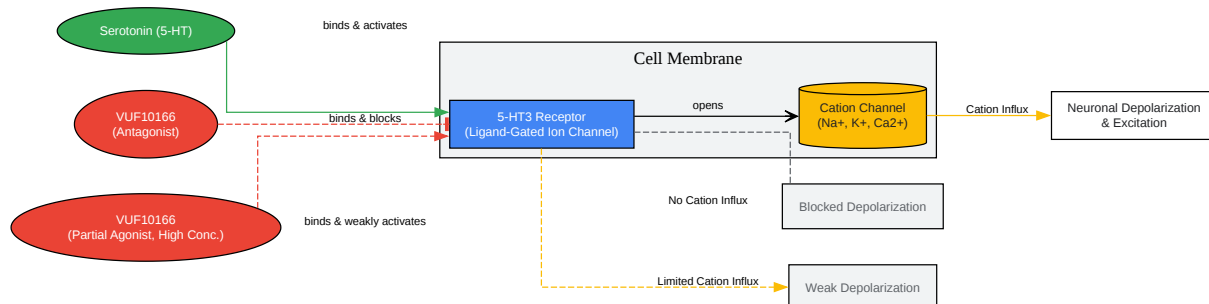 Serotonin (5-HT)
binds & activates
Cell Membrane
VUF10166
(Antagonist)
binds & blocks
5-HT3 Receptor
(Ligand-Gated Ion Channel)
opens
Cation Channel
(Na+, K+, Ca2+)
Cation Influx
Neuronal Depolarization
& Excitation
VUF10166
(Partial Agonist, High Conc.)
binds & weakly activates
No Cation Influx
Blocked Depolarization
Limited Cation Influx
Weak Depolarization